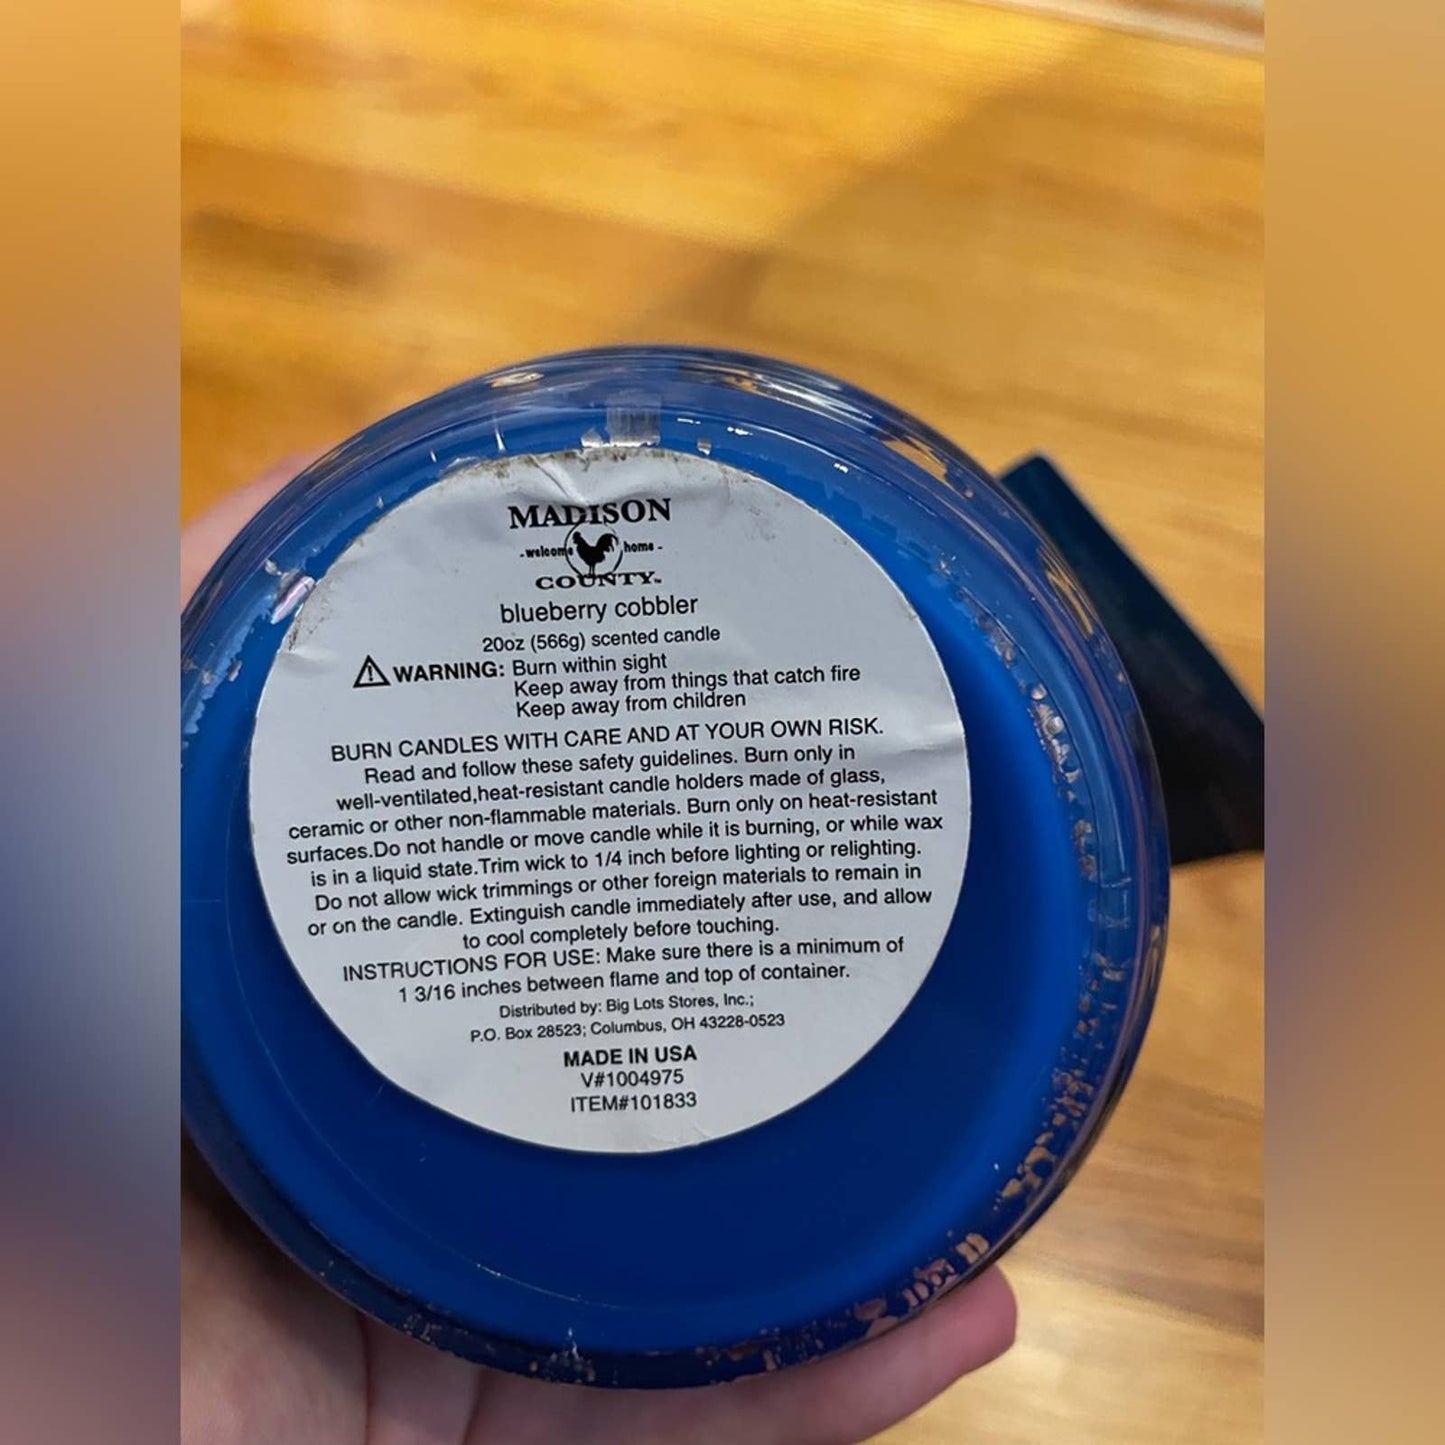 MADISON
- welcome home -
COUNTY™
blueberry cobbler
20oz (566g) scented candle
WARNING: Burn within sight
Keep away from things that catch fire
Keep away from children
BURN CANDLES WITH CARE AND AT YOUR OWN RISK.
Read and follow these safety guidelines. Burn only in
well-ventilated,heat-resistant candle holders made of glass,
ceramic or other non-flammable materials. Burn only on heat-resistant
surfaces.Do not handle or move candle while it is burning, or while wax
is in a liquid state.Trim wick to 1/4 inch before lighting or relighting.
Do not allow wick trimmings or other foreign materials to remain in
or on the candle. Extinguish candle immediately after use, and allow
to cool completely before touching.
INSTRUCTIONS FOR USE: Make sure there is a minimum of
1 3/16 inches between flame and top of container.
Distributed by: Big Lots Stores, Inc.;
P.O. Box 28523; Columbus, OH 43228-0523
MADE IN USA
V#1004975
ITEM#101833